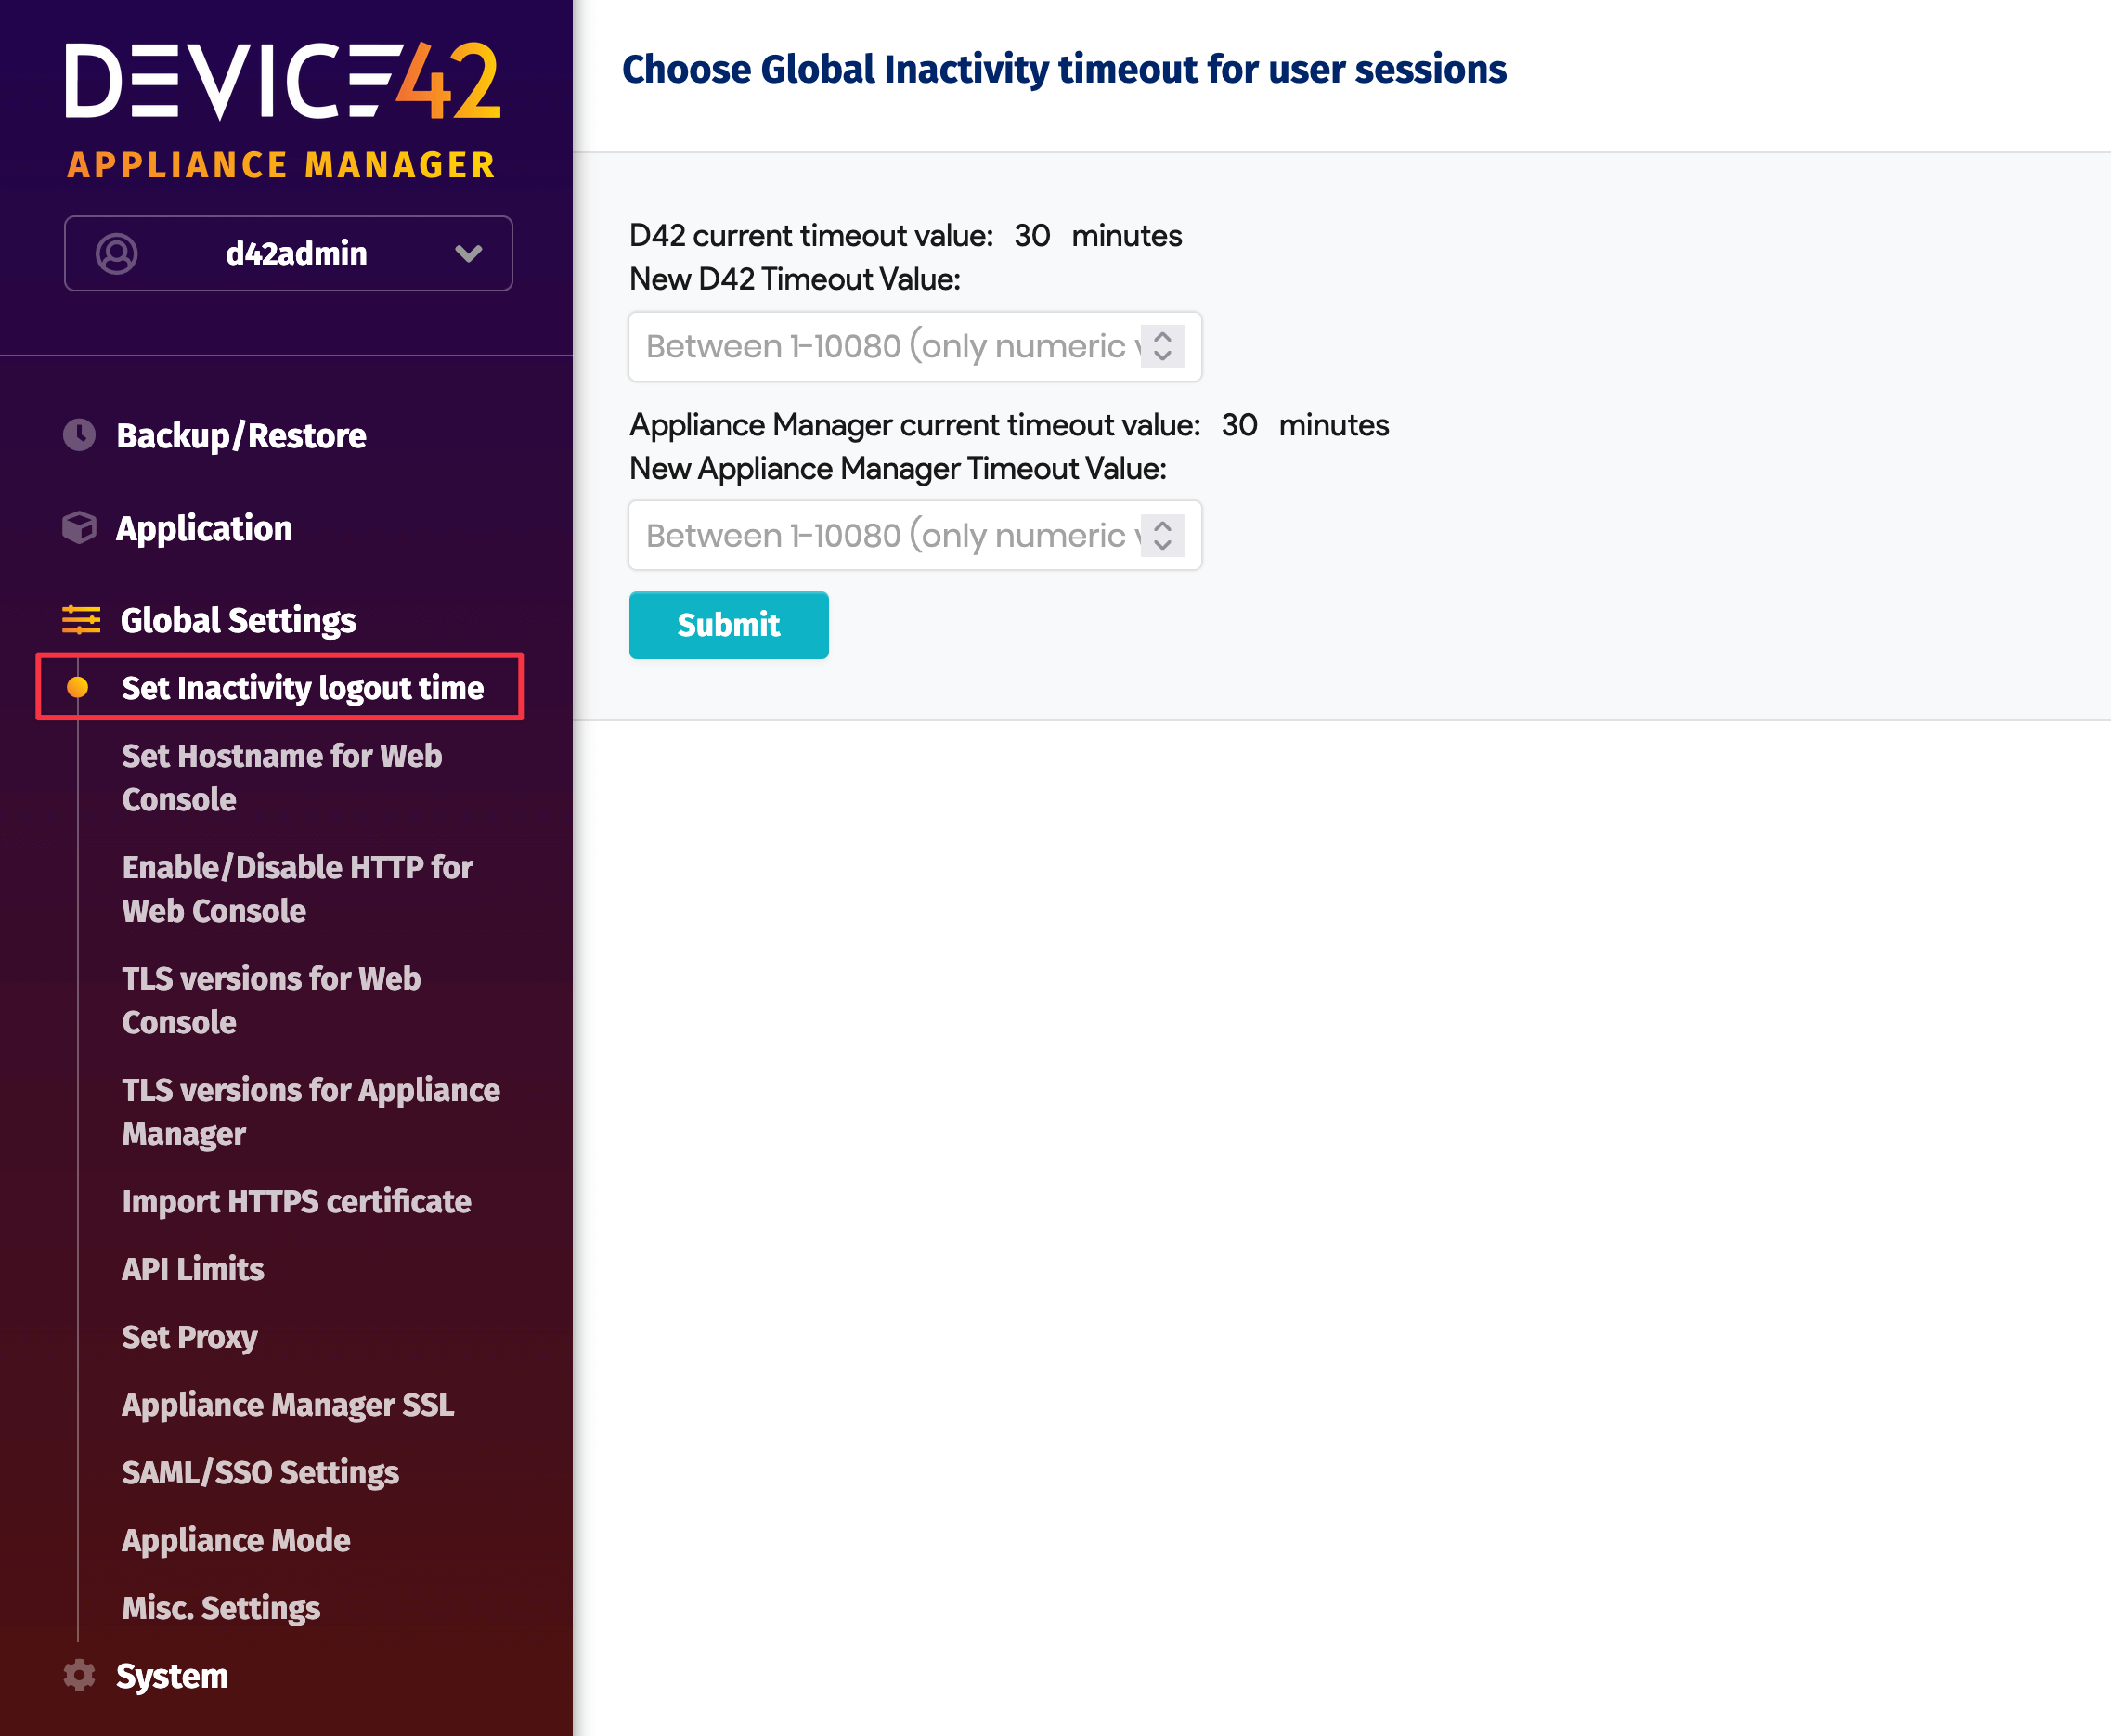 DEVICE42
APPLIANCE MANAGER
d42admin
Backup/Restore
Application
Global Settings
Set Inactivity logout time
Set Hostname for Web
Console
Enable/Disable HTTP for
Web Console
TLS versions for Web
Console
TLS versions for Appliance
Manager
Import HTTPS certificate
API Limits
Set Proxy
Appliance Manager SSL
SAML/SSO Settings
Appliance Mode
Misc. Settings
System
Choose Global Inactivity timeout for user sessions
D42 current timeout value: 30 minutes
New D42 Timeout Value:
Between 1-10080 (only numeric
Appliance Manager current timeout value: 30 minutes
New Appliance Manager Timeout Value:
Between 1-10080 (only numeric
Submit